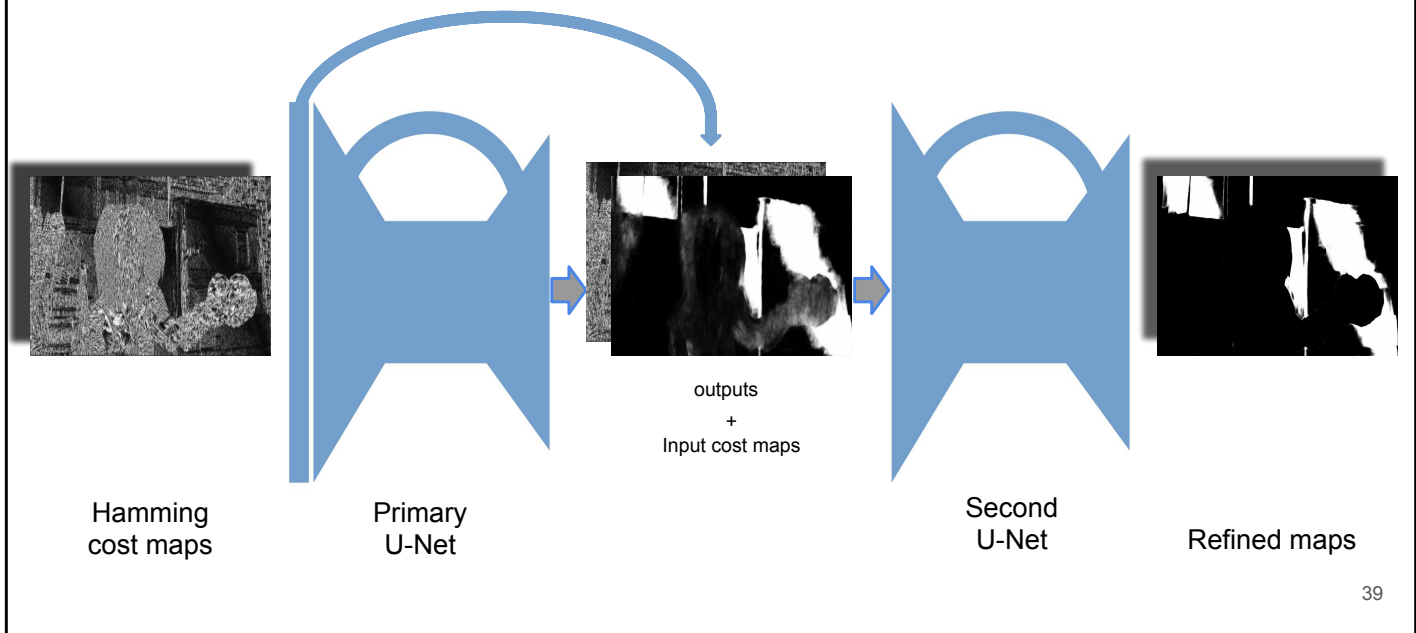 outputs
+
Input cost maps
Hamming
cost maps
Primary
U-Net
Second
U-Net
Refined maps
39